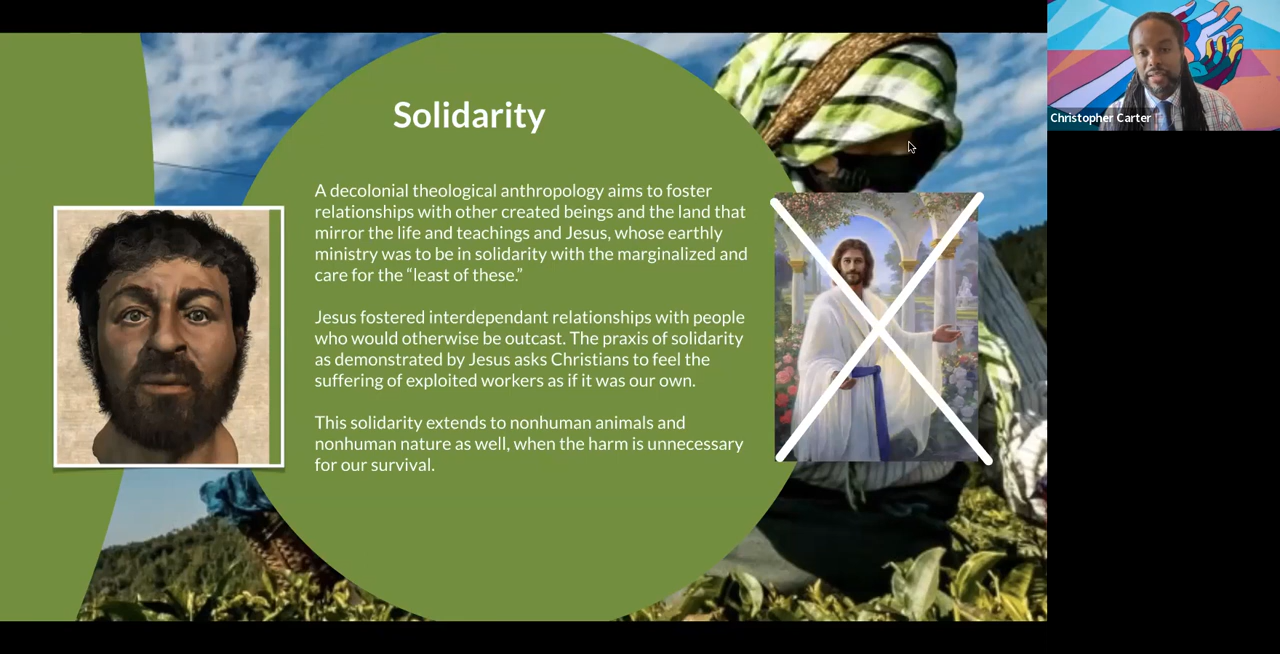 Solidarity
A decolonial theological anthropology aims to foster
relationships with other created beings and the land that
mirror the life and teachings and Jesus, whose earthly
ministry was to be in solidarity with the marginalized and
care for the “least of these.”
Jesus fostered interdependant relationships with people
who would otherwise be outcast. The praxis of solidarity
as demonstrated by Jesus asks Christians to feel the
suffering of exploited workers as if it was our own.
This solidarity extends to nonhuman animals and
nonhuman nature as well, when the harm is unnecessary
for our survival.
Christopher Carter